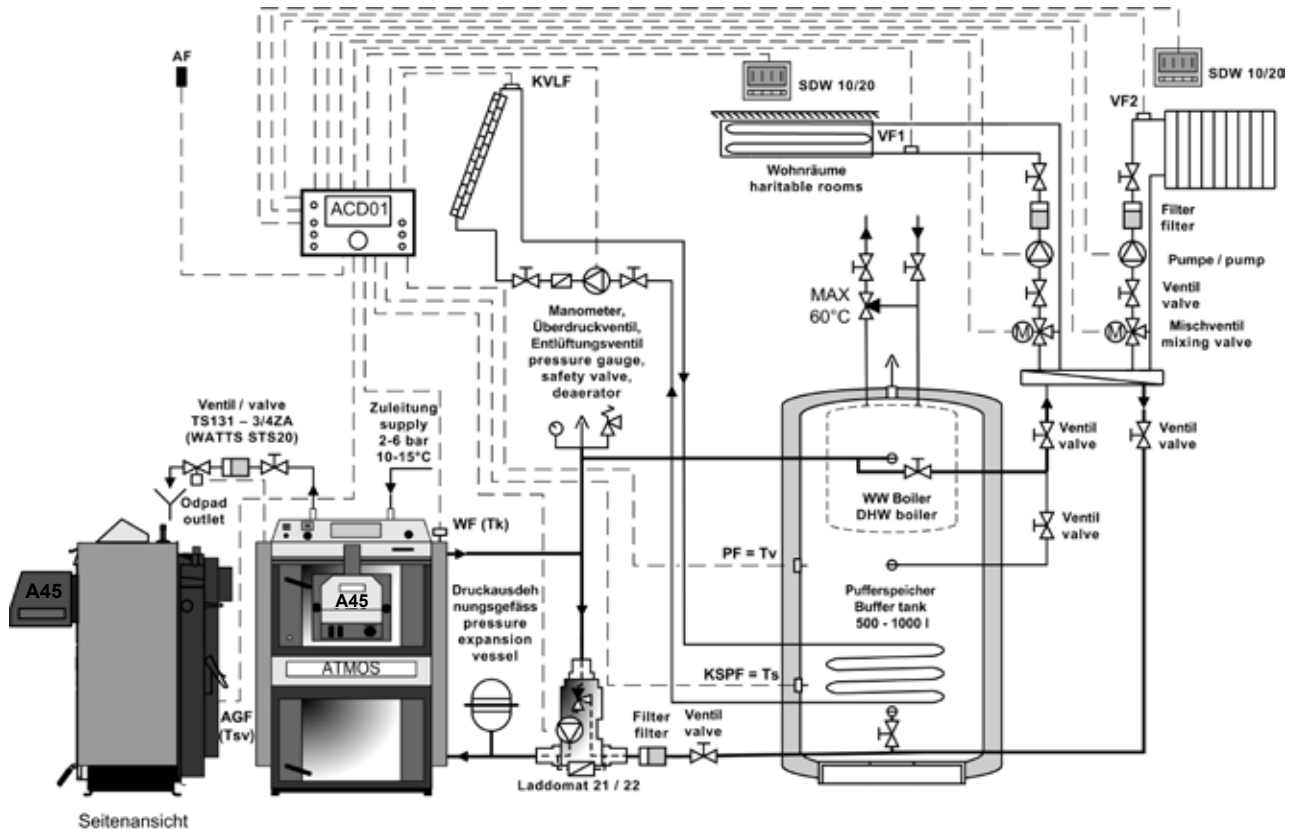 AF
KVLF
SDW 10/20
SDW 10/20
VF2
VF1
Wohnräume
haritable rooms
ACD01
Filter
filter
Pumpe / pump
Ventil
valve
Mischventil
mixing valve
M
M
MAX
60°C
Manometer,
Überdruckventil,
Entlüftungsventil
pressure gauge,
safety valve,
deaerator
Ventil / valve
TS131 – 3/4ZA
(WATTS STS20)
Zuleitung
supply
2-6 bar
10-15°C
Ventil
valve
Ventil
valve
Odpad
outlet
WW Boiler
DHW boiler
Ventil
valve
WF (Tk)
PF = Tv
A45
A45
Druckausdeh
nungsgefäss
pressure
expansion
vessel
Pufferspeicher
Buffer tank
500 - 1000 l
ATMOS
KSPF = Ts
AGF
(Tsv)
Filter
filter
Ventil
valve
Laddomat 21 / 22
Seitenansicht